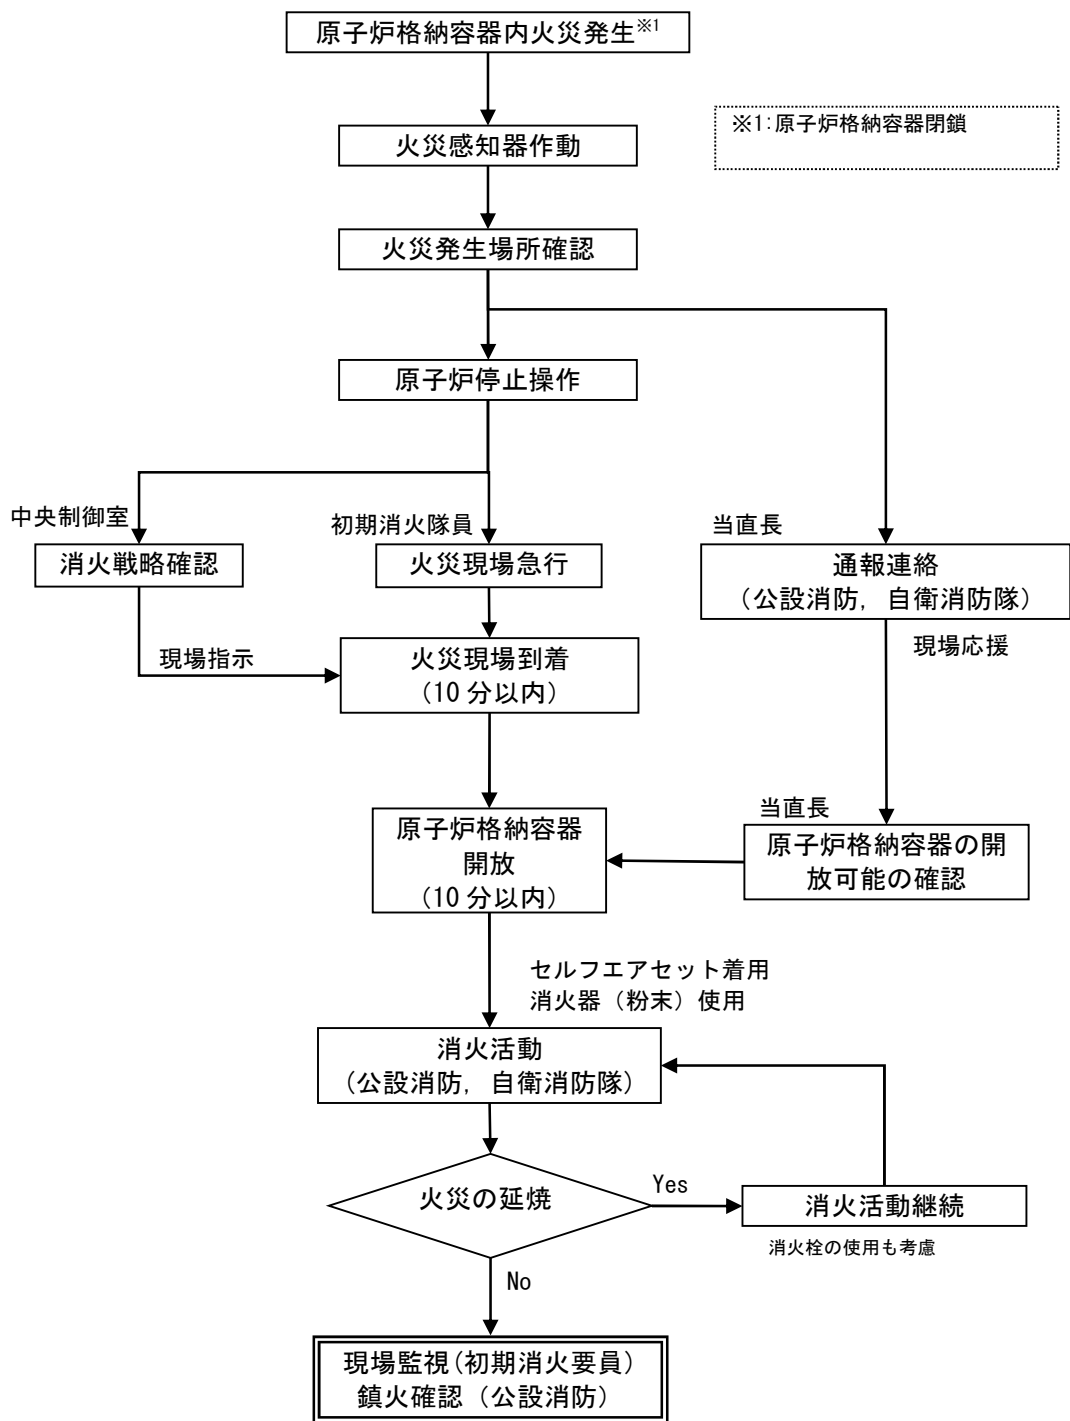 原子炉格納容器内火災発生※1
※1:原子炉格納容器閉鎖
火災感知器作動
火災発生場所確認
原子炉停止操作
中央制御室
初期消火隊員
当直長
消火戦略確認
火災現場急行
通報連絡
（公設消防，自衛消防隊）
現場指示
火災現場到着
（10 分以内）
現場応援
当直長
原子炉格納容器
開放
（10 分以内）
原子炉格納容器の開
放可能の確認
セルフエアセット着用
消火器（粉末）使用
消火活動
（公設消防，自衛消防隊）
火災の延焼
Yes
消火活動継続
消火栓の使用も考慮
No
現場監視(初期消火要員)
鎮火確認（公設消防）